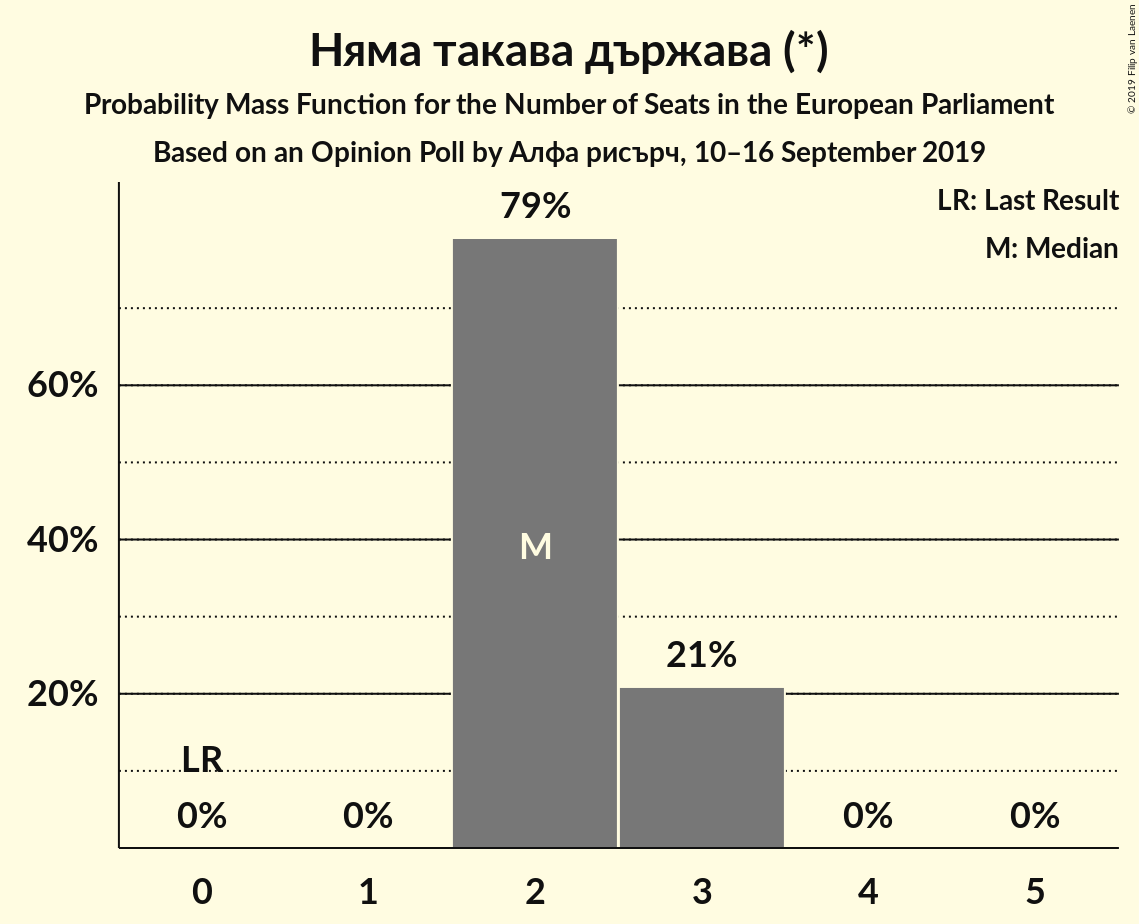 Няма такава държава (*)
Probability Mass Function for the Number of Seats in the European Parliament
Based on an Opinion Poll by Алфа рисърч, 10–16 September 2019
© 2019 Filip van Laenen
LR: Last Result
M: Median
79%
60%
40%
M
21%
20%
LR
0%
0%
0%
0%
0
1
2
3
4
5